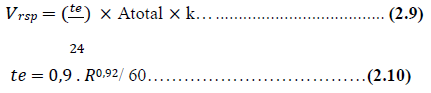 Vrsp = (te) × Atotal × k… ...................................... (2.9)
24
te = 0,9 . R0,92/ 60……………………………….(2.10)